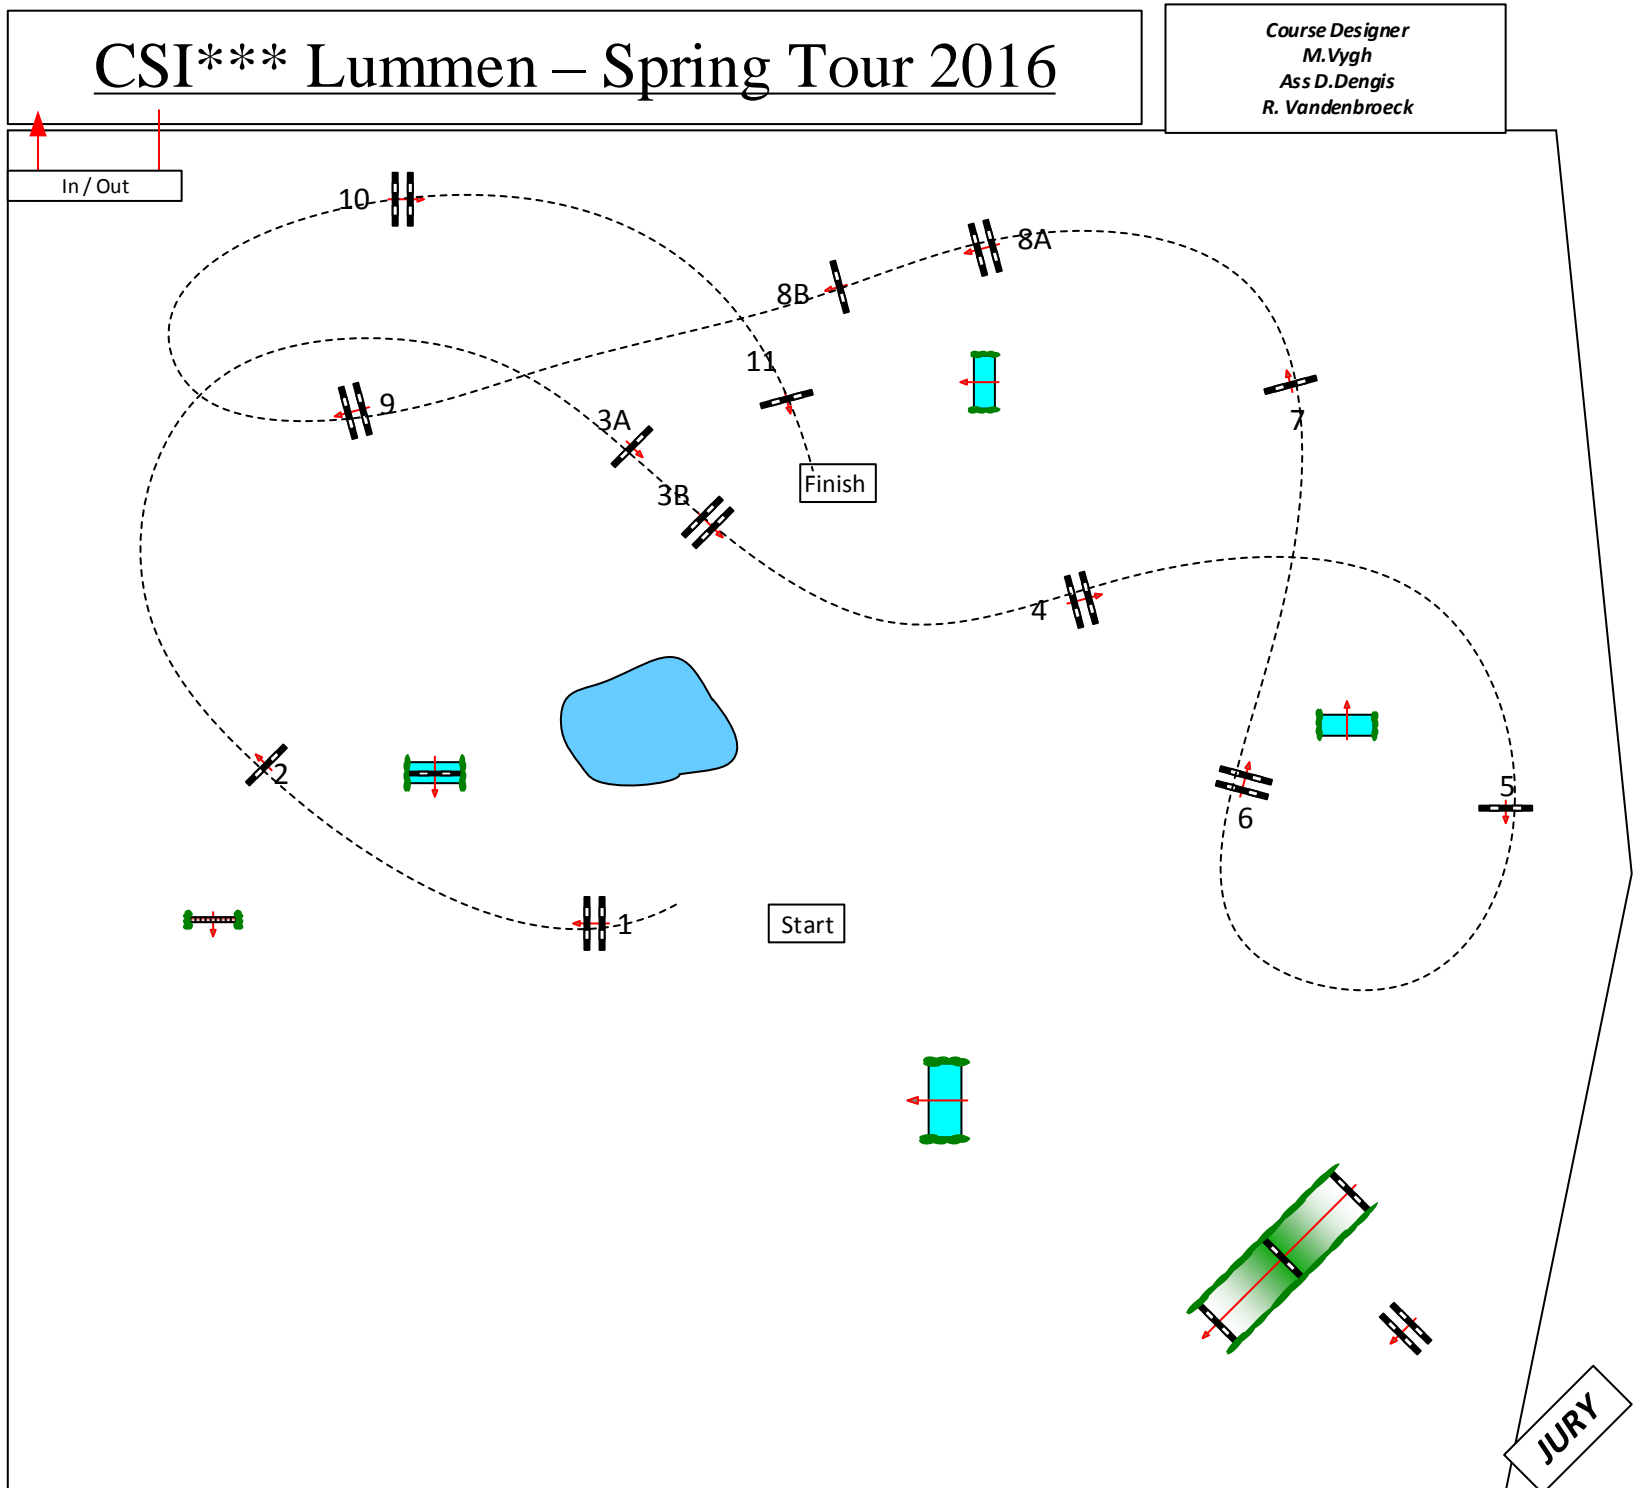 CSI*** Lummen – Spring Tour 2016
Course Designer
M.Vygh
Ass D.Dengis
R. Vandenbroeck
In / Out
10
8A
8B
11
9
3A
7
3B
Finish
4
2
5
6
1
Start
JURY